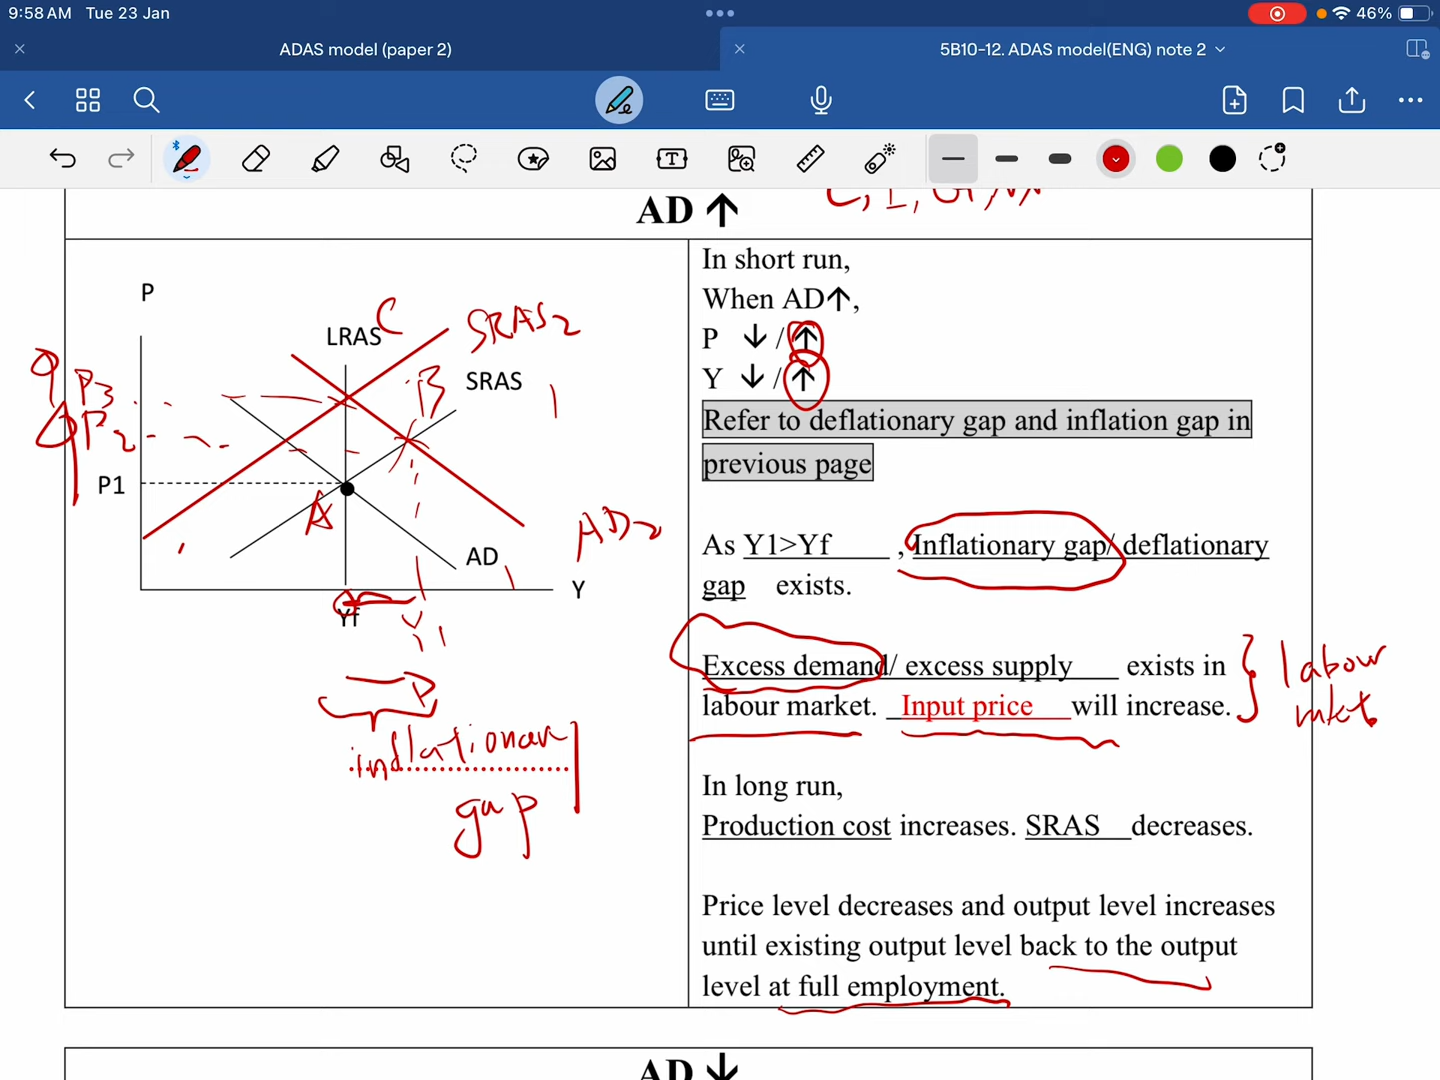 9:58 AM Tue 23 Jan
46%
ADAS model (paper 2)
5B10-12. ADAS model(ENG) note 2
AD ↑
C, I, G, NX
P
LRAS
C
SRAS2
SRAS
1
B
P3
P2
P1
A
AD2
AD
1
Y
Yf
Y1
inflationary
gap
In short run,
When AD↑,
P ↓ / ↑
Y ↓ / ↑
Refer to deflationary gap and inflation gap in
previous page
As Y1>Yf , Inflationary gap/ deflationary
gap exists.
Excess demand/ excess supply exists in
labour market. Input price will increase.
labour
mkt.
In long run,
Production cost increases. SRAS decreases.
Price level decreases and output level increases
until existing output level back to the output
level at full employment.
AD ↓